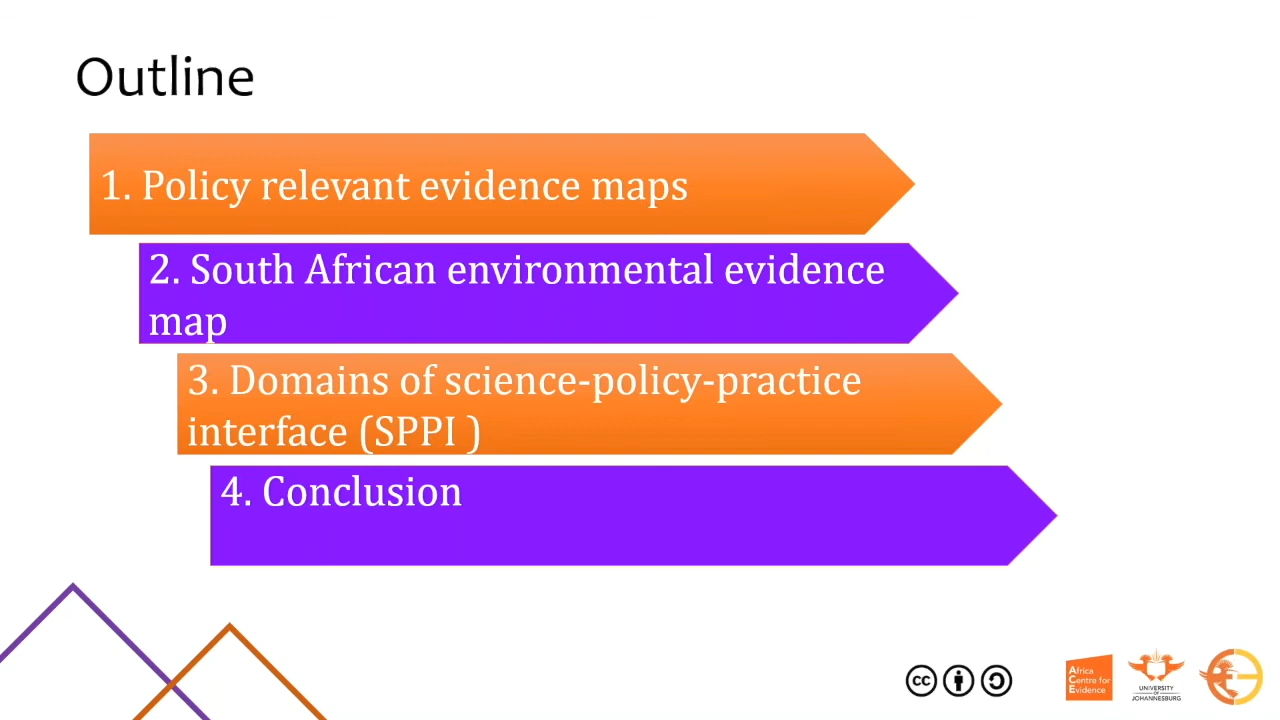 Outline
1. Policy relevant evidence maps
2. South African environmental evidence
map
3. Domains of science-policy-practice
interface (SPPI )
4. Conclusion
cc
Africa
Centre for
Evidence
UNIVERSITY
OF
JOHANNESBURG